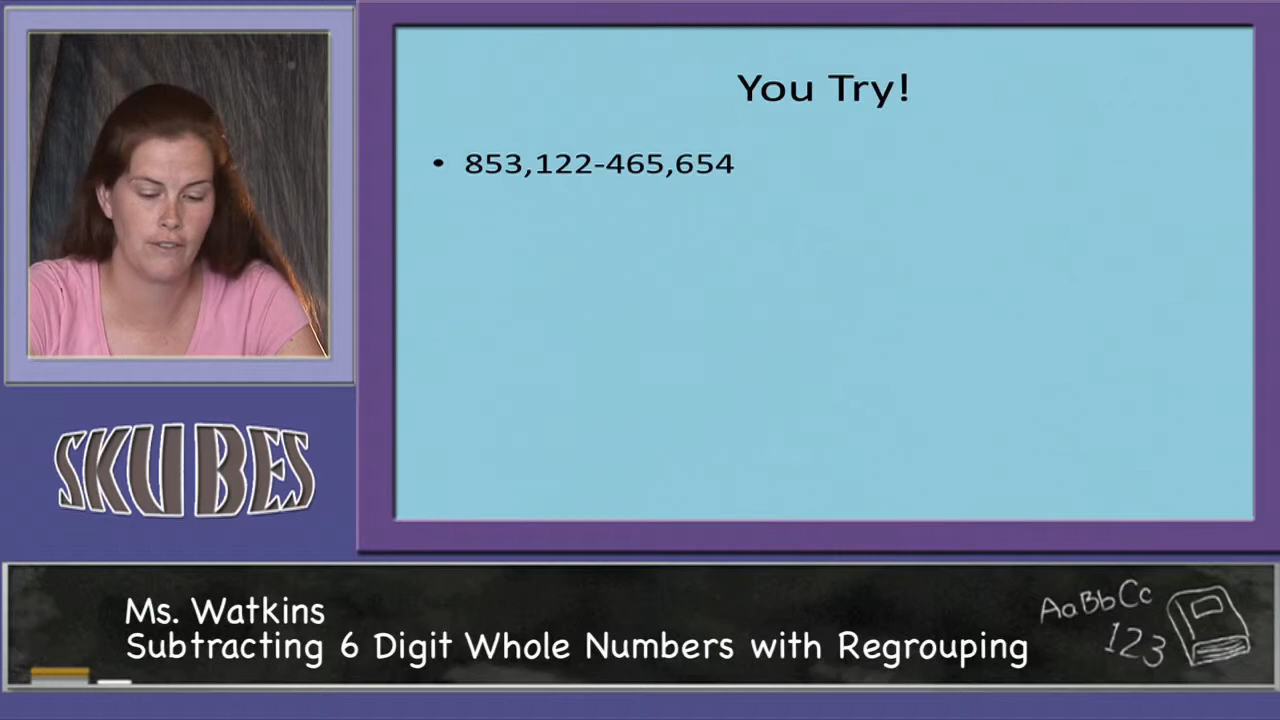 You Try!
• 853,122-465,654
SKUBES
Ms. Watkins
Subtracting 6 Digit Whole Numbers with Regrouping
AaBbCc
123